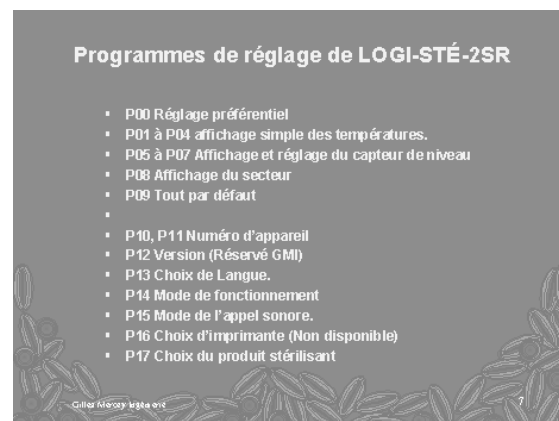 Programmes de réglage de LOGI-STÉ-2SR
▪ P00 Réglage préférentiel
▪ P01 à P04 affichage simple des températures.
▪ P05 à P07 Affichage et réglage du capteur de niveau
▪ P08 Affichage du secteur
▪ P09 Tout par défaut
▪
▪ P10, P11 Numéro d'appareil
▪ P12 Version (Réservé GMI)
▪ P13 Choix de Langue.
▪ P14 Mode de fonctionnement
▪ P15 Mode de l'appel sonore.
▪ P16 Choix d'imprimante (Non disponible)
▪ P17 Choix du produit stérilisant
Gilles Mercey
7